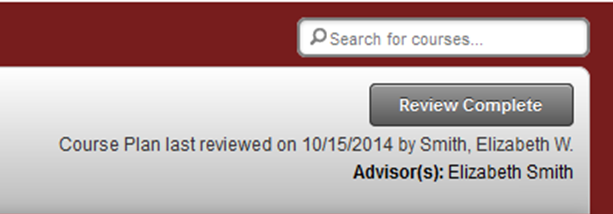 Search for courses...
Review Complete
Course Plan last reviewed on 10/15/2014 by Smith, Elizabeth W.
Advisor(s): Elizabeth Smith